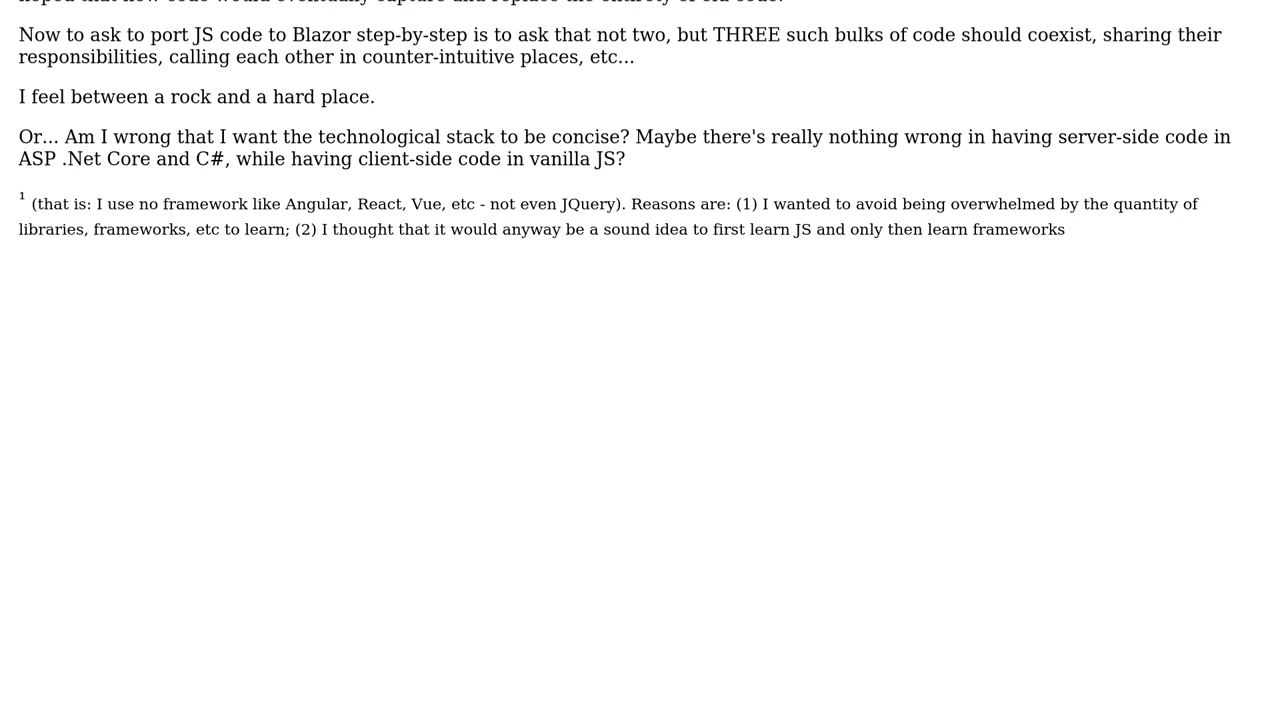 Now to ask to port JS code to Blazor step-by-step is to ask that not two, but THREE such bulks of code should coexist, sharing their
responsibilities, calling each other in counter-intuitive places, etc...
I feel between a rock and a hard place.
Or... Am I wrong that I want the technological stack to be concise? Maybe there's really nothing wrong in having server-side code in
ASP .Net Core and C#, while having client-side code in vanilla JS?
¹ (that is: I use no framework like Angular, React, Vue, etc - not even JQuery). Reasons are: (1) I wanted to avoid being overwhelmed by the quantity of
libraries, frameworks, etc to learn; (2) I thought that it would anyway be a sound idea to first learn JS and only then learn frameworks